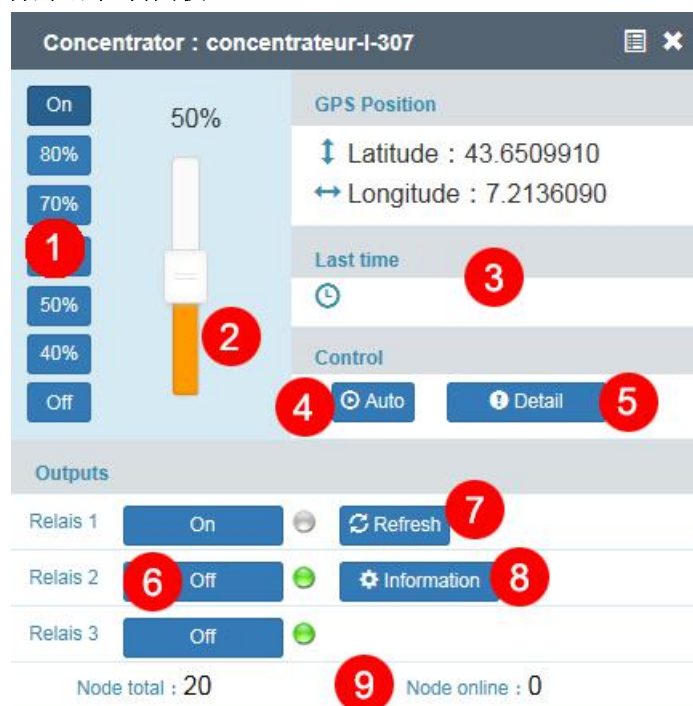 Concentrator : concentrateur-l-307
On
80%
70%
1
50%
40%
Off
50%
2
GPS Position
Latitude : 43.6509910
Longitude : 7.2136090
Last time
3
Control
4
Auto
Detail
5
Outputs
Relais 1 On Refresh 7
Relais 2 6 Off Information 8
Relais 3 Off
Node total : 20 9 Node online : 0